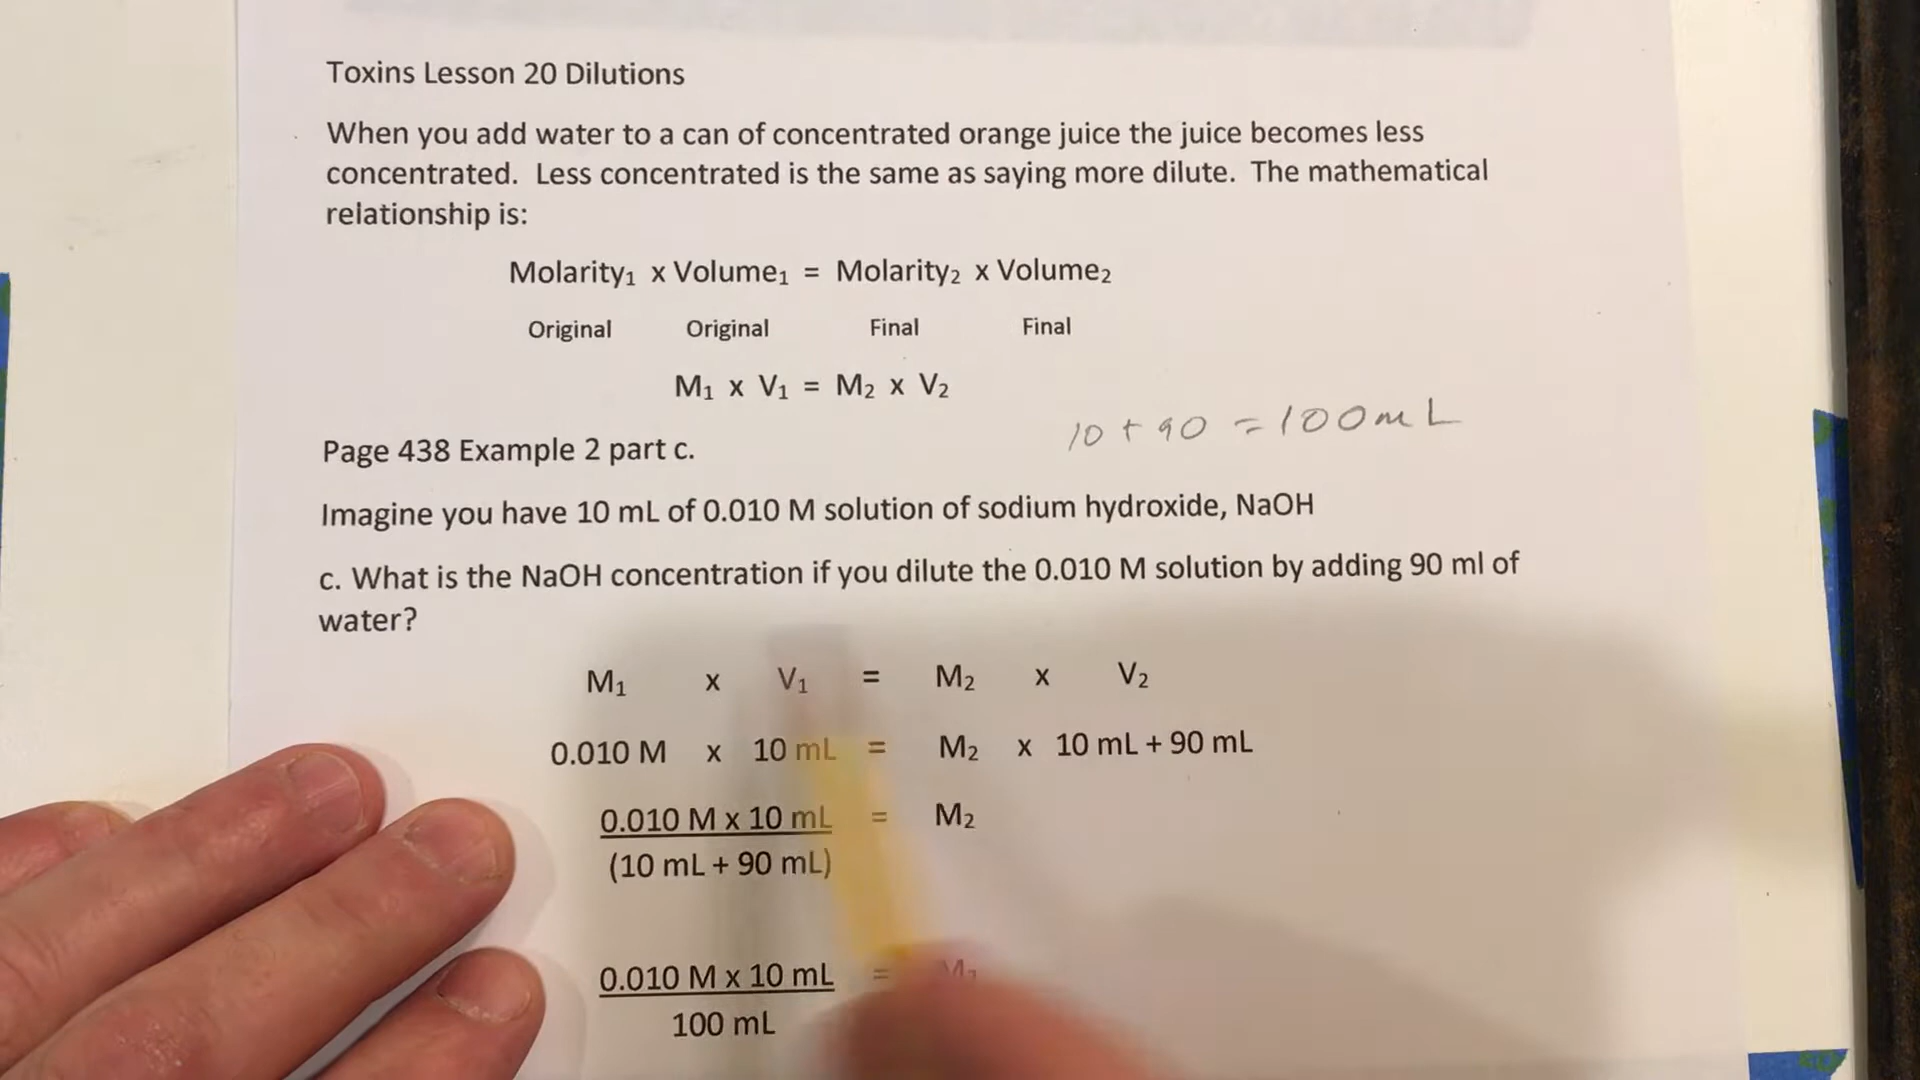 Toxins Lesson 20 Dilutions
When you add water to a can of concentrated orange juice the juice becomes less
concentrated.  Less concentrated is the same as saying more dilute.  The mathematical
relationship is:
Molarity₁ x Volume₁ = Molarity₂ x Volume₂
Original Original Final Final
M₁ x V₁ = M₂ x V₂
10 + 90 = 100 mL
Page 438 Example 2 part c.
Imagine you have 10 mL of 0.010 M solution of sodium hydroxide, NaOH
c. What is the NaOH concentration if you dilute the 0.010 M solution by adding 90 ml of
water?
M₁ x V₁ = M₂ x V₂
0.010 M x 10 mL = M₂ x 10 mL + 90 mL
0.010 M x 10 mL = M₂
(10 mL + 90 mL)
0.010 M x 10 mL = M₂
100 mL